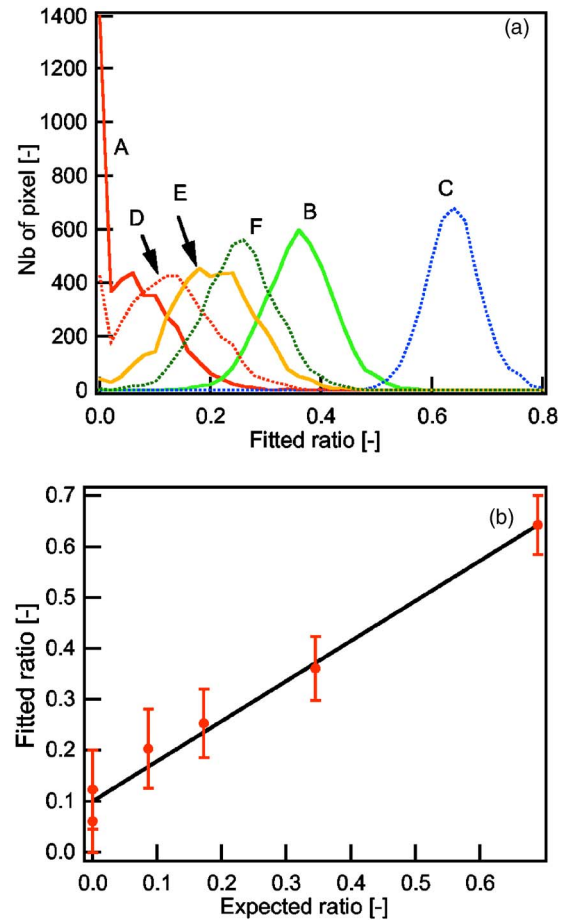 (a)
1400
1200
1000
800
600
400
200
0
Nb of pixel [-]
A
D
E
F
B
C
0.0 0.2 0.4 0.6 0.8
Fitted ratio [-]
(b)
0.7
0.6
0.5
0.4
0.3
0.2
0.1
0.0
Fitted ratio [-]
0.0 0.1 0.2 0.3 0.4 0.5 0.6
Expected ratio [-]